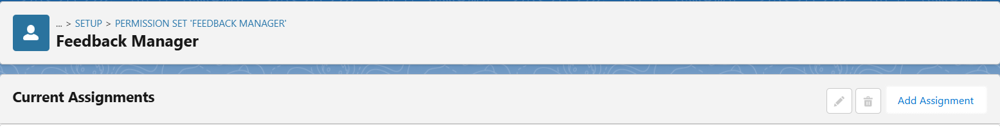 ... > SETUP > PERMISSION SET 'FEEDBACK MANAGER'
Feedback Manager
Current Assignments
Add Assignment